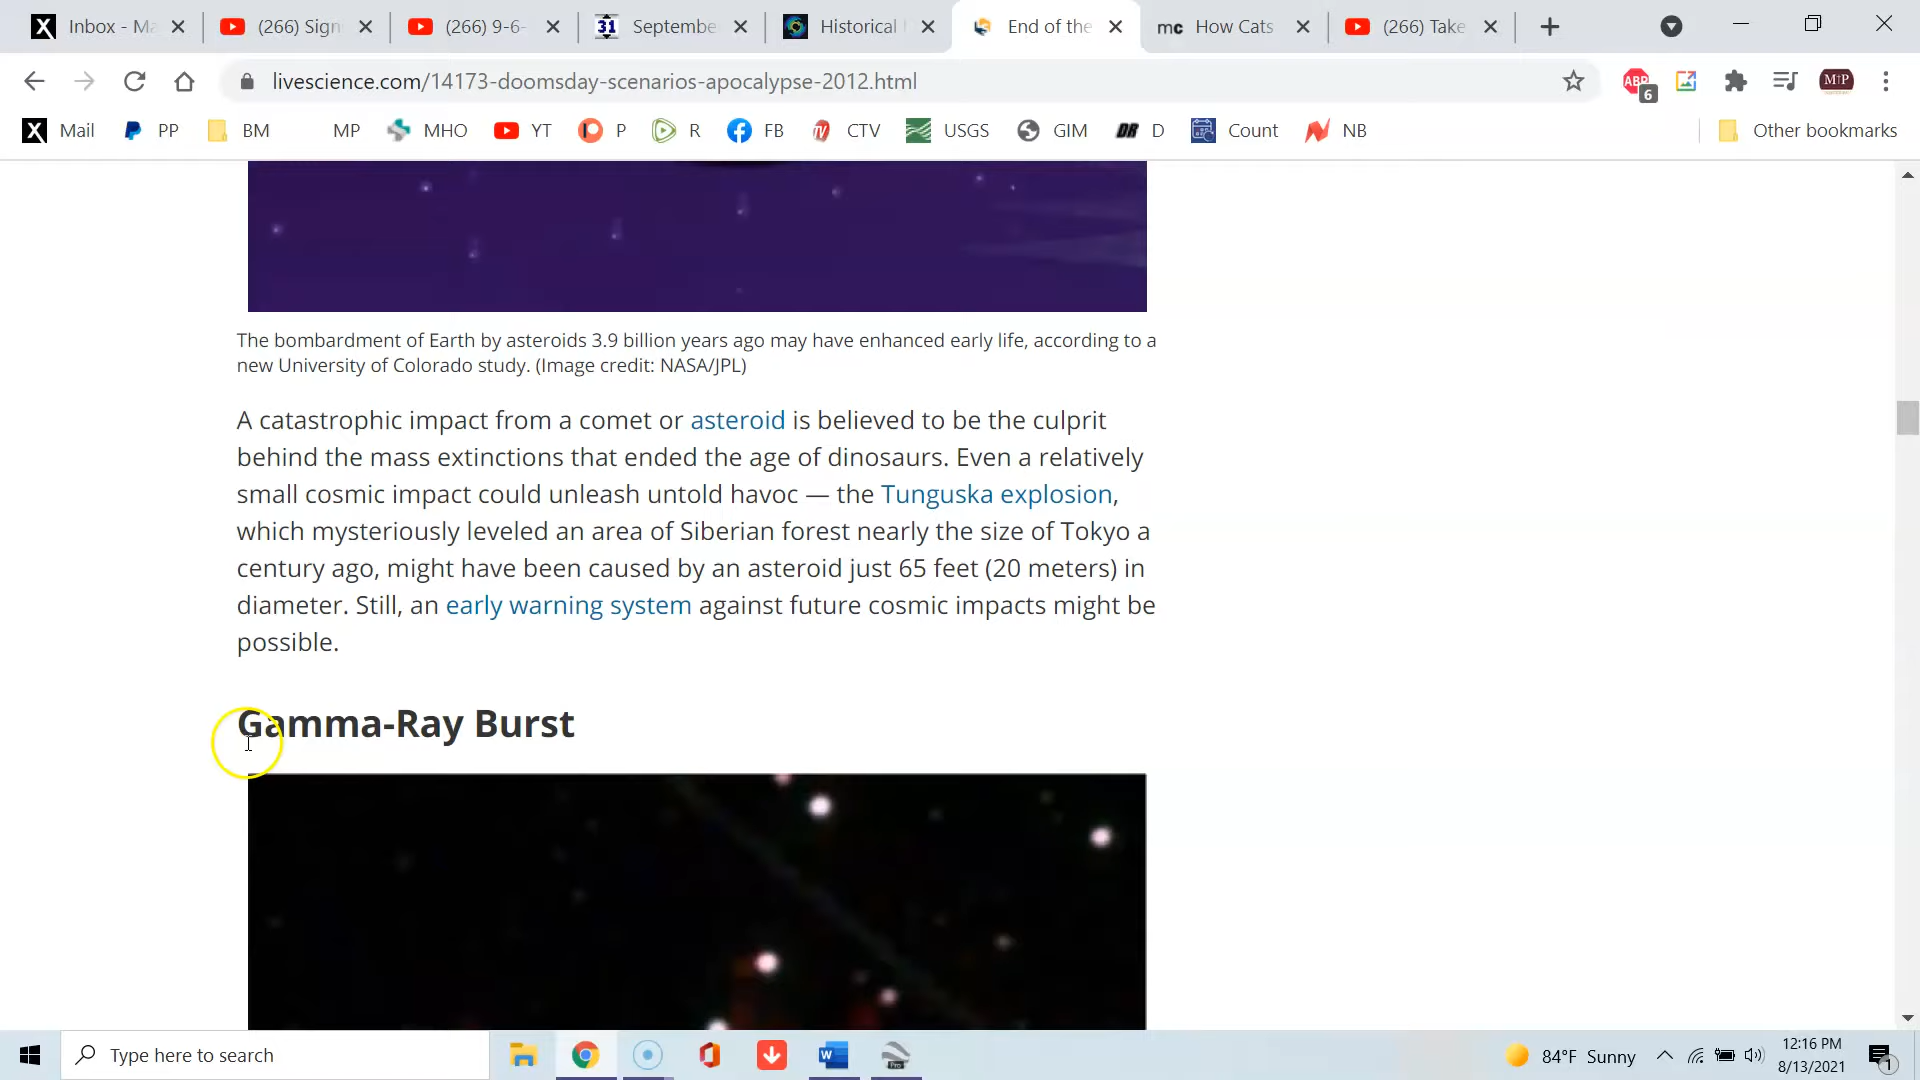 Inbox - Ma
(266) Sign
(266) 9-6-
31
Septembe
Historical
End of the
mc
How Cats
(266) Take
livescience.com/14173-doomsday-scenarios-apocalypse-2012.html
ABP
6
M↑P
Mail
PP
BM
MP
MHO
YT
P
R
FB
CTV
USGS
GIM
DR
D
Count
NB
Other bookmarks
The bombardment of Earth by asteroids 3.9 billion years ago may have enhanced early life, according to a
new University of Colorado study. (Image credit: NASA/JPL)
A catastrophic impact from a comet or asteroid is believed to be the culprit
behind the mass extinctions that ended the age of dinosaurs. Even a relatively
small cosmic impact could unleash untold havoc — the Tunguska explosion,
which mysteriously leveled an area of Siberian forest nearly the size of Tokyo a
century ago, might have been caused by an asteroid just 65 feet (20 meters) in
diameter. Still, an early warning system against future cosmic impacts might be
possible.
Gamma-Ray Burst
Type here to search
84°F Sunny
12:16 PM
8/13/2021
1